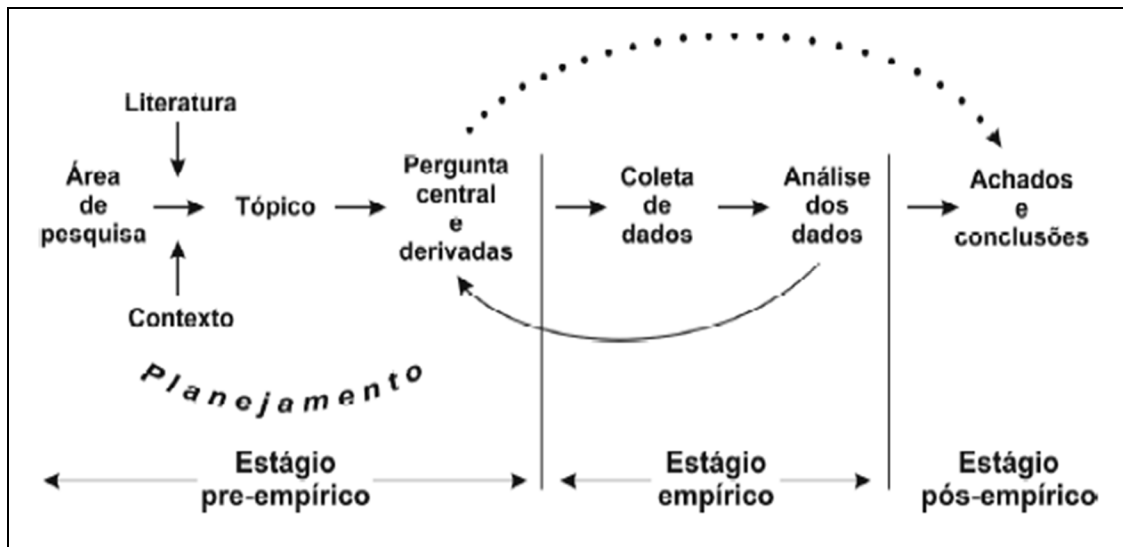 Literatura
Área
de
pesquisa
Tópico
Contexto
Pergunta
central
e
derivadas
Coleta
de
dados
Análise
dos
dados
Achados
e
conclusões
Planejamento
Estágio
pre-empírico
Estágio
empírico
Estágio
pós-empírico